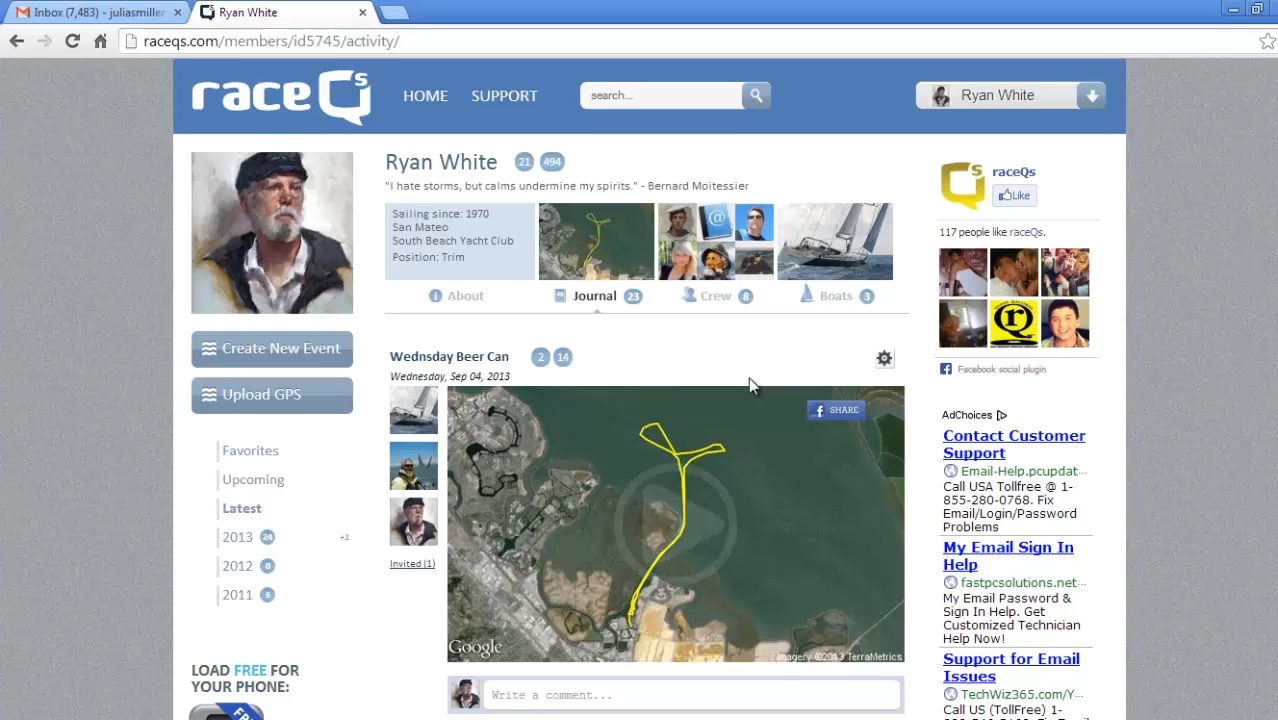 Inbox (7,483) - juliasmiller
Ryan White
raceqs.com/members/id5745/activity/
raceQs
HOME
SUPPORT
search...
Ryan White
Ryan White 21 494
"I hate storms, but calms undermine my spirits." - Bernard Moitessier
Sailing since: 1970
San Mateo
South Beach Yacht Club
Position: Trim
About
Journal 23
Crew 8
Boats 3
Create New Event
Upload GPS
Favorites
Upcoming
Latest
2013 24 +1
2012 0
2011 6
LOAD FREE FOR
YOUR PHONE:
Wednsday Beer Can 2 14
Wednesday, Sep 04, 2013
Invited (1)
SHARE
Google
Imagery ©2013 TerraMetrics
Write a comment...
raceQs
Like
117 people like raceQs.
Facebook social plugin
AdChoices
Contact Customer
Support
Email-Help.pcupdat...
Call USA Tollfree @ 1-
855-280-0768. Fix
Email/Login/Password
Problems
My Email Sign In
Help
fastpcsolutions.net...
My Email Password &
Sign In Help. Get
Customized Technician
Help Now!
Support for Email
Issues
TechWiz365.com/Y...
Call US (TollFree) 1-